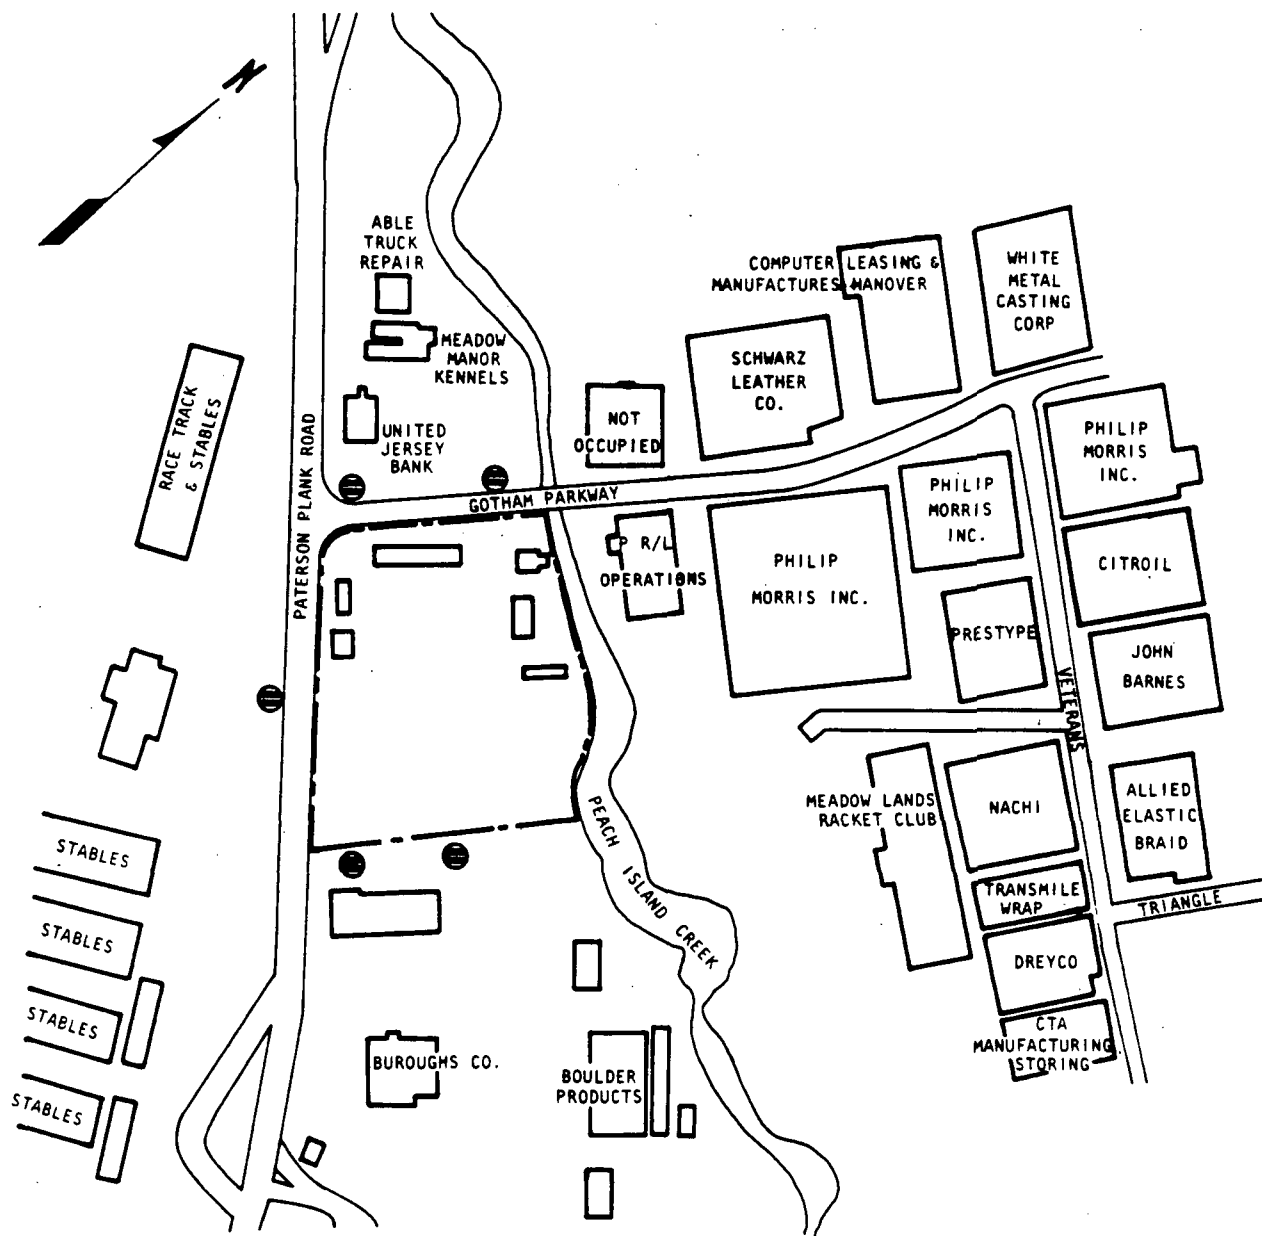 N
ABLE
TRUCK
REPAIR
MEADOW
MANOR
KENNELS
UNITED
JERSEY
BANK
RACE TRACK
& STABLES
PATERSON PLANK ROAD
GOTHAM PARKWAY
COMPUTER LEASING &
MANUFACTURES HANOVER
WHITE
METAL
CASTING
CORP
SCHWARZ
LEATHER
CO.
NOT
OCCUPIED
PHILIP
MORRIS
INC.
PHILIP
MORRIS
INC.
P R/L
OPERATIONS
PHILIP
MORRIS INC.
CITROIL
PRESTYPE
JOHN
BARNES
VETERANS
MEADOW LANDS
RACKET CLUB
NACHI
ALLIED
ELASTIC
BRAID
TRANSMILE
WRAP
TRIANGLE
DREYCO
CTA
MANUFACTURING
STORING
PEACH ISLAND CREEK
STABLES
STABLES
STABLES
STABLES
BUROUGHS CO.
BOULDER
PRODUCTS